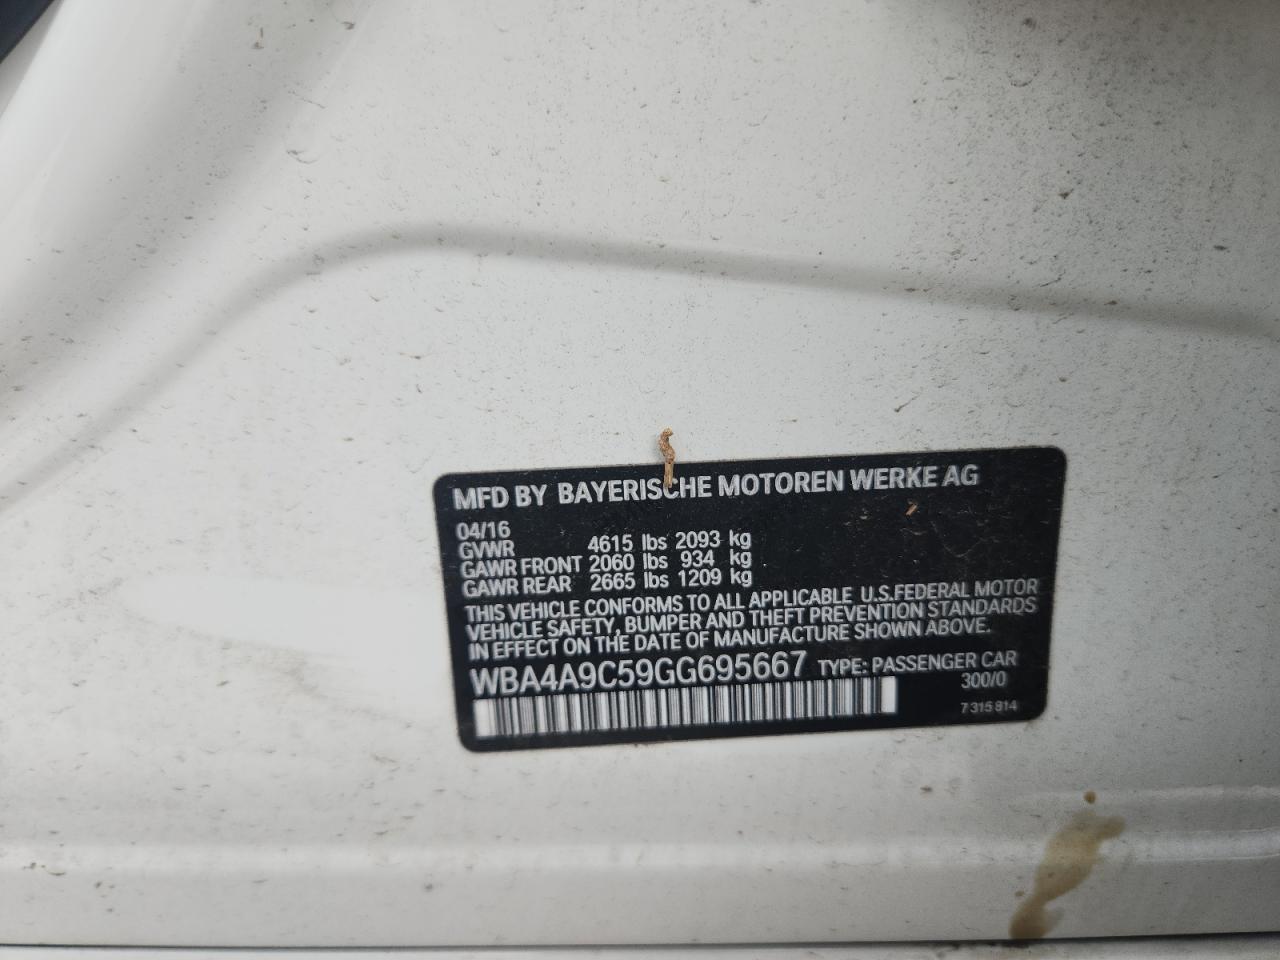 MFD BY BAYERISCHE MOTOREN WERKE AG
04/16
GVWR 4615 lbs 2093 kg
GAWR FRONT 2060 lbs 934 kg
GAWR REAR 2665 lbs 1209 kg
THIS VEHICLE CONFORMS TO ALL APPLICABLE U.S.FEDERAL MOTOR
VEHICLE SAFETY, BUMPER AND THEFT PREVENTION STANDARDS
IN EFFECT ON THE DATE OF MANUFACTURE SHOWN ABOVE.
WBA4A9C59GG695667 TYPE: PASSENGER CAR
300/0
7 315 814